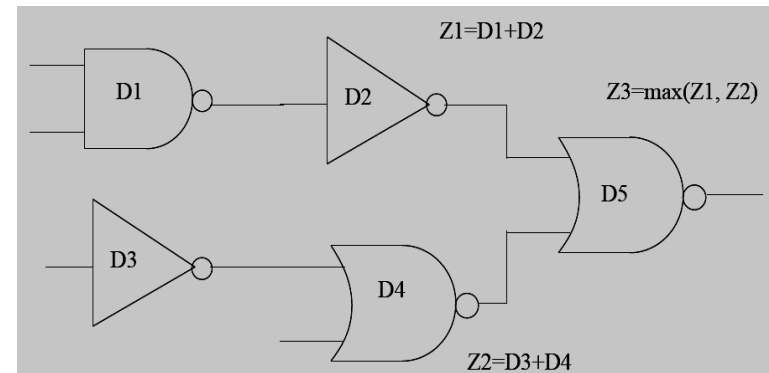 Z1=D1+D2
D1
D2
Z3=max(Z1, Z2)
D5
D3
D4
Z2=D3+D4